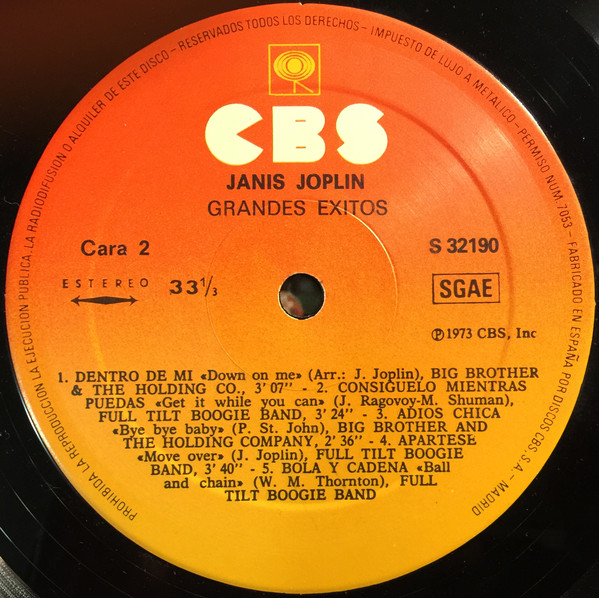 PROHIBIDA LA REPRODUCCION, LA EJECUCION PUBLICA, LA RADIODIFUSION O ALQUILER DE ESTE DISCO - RESERVADOS TODOS LOS DERECHOS - IMPUESTO DE LUJO A METALICO - PERMISO NUM. 7053 - FABRICADO EN ESPAÑA POR DISCOS CBS, S.A. - MADRID
CBS
JANIS JOPLIN
GRANDES EXITOS
Cara 2
S 32190
ESTEREO 33 1/3
SGAE
Ⓟ 1973 CBS, Inc
1. DENTRO DE MI «Down on me» (Arr.: J. Joplin), BIG BROTHER
& THE HOLDING CO., 3' 07'' - 2. CONSIGUELO MIENTRAS
PUEDAS «Get it while you can» (J. Ragovoy-M. Shuman),
FULL TILT BOOGIE BAND, 3' 24'' - 3. ADIOS CHICA
«Bye bye baby» (P. St. John), BIG BROTHER AND
THE HOLDING COMPANY, 2' 36'' - 4. APARTESE
«Move over» (J. Joplin), FULL TILT BOOGIE
BAND, 3' 40'' - 5. BOLA Y CADENA «Ball
and chain» (W. M. Thornton), FULL
TILT BOOGIE BAND